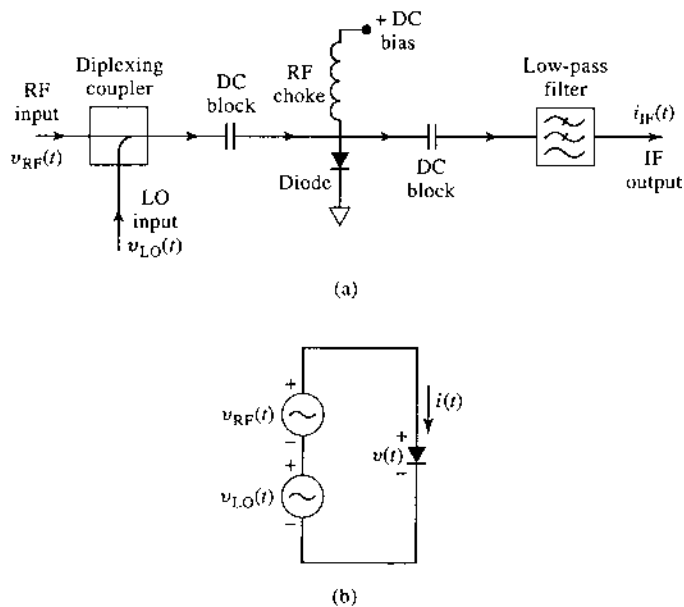 + DC
bias
Diplexing
coupler
DC
block
RF
choke
Low-pass
filter
RF
input
v_RF(t)
i_IF(t)
IF
output
Diode
DC
block
LO
input
v_LO(t)
(a)
+
v_RF(t)
−
+
v_LO(t)
−
i(t)
+
v(t)
−
(b)